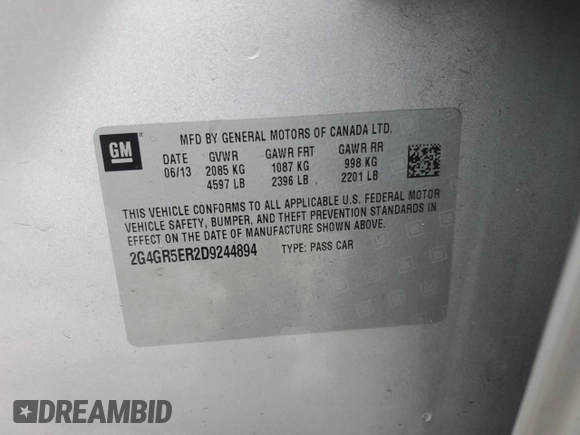 GM
MFD BY GENERAL MOTORS OF CANADA LTD.
DATE GVWR GAWR FRT GAWR RR
06/13 2085 KG 1087 KG 998 KG
4597 LB 2396 LB 2201 LB
THIS VEHICLE CONFORMS TO ALL APPLICABLE U.S. FEDERAL MOTOR
VEHICLE SAFETY, BUMPER, AND THEFT PREVENTION STANDARDS IN
EFFECT ON THE DATE OF MANUFACTURE SHOWN ABOVE.
2G4GR5ER2D9244894 TYPE: PASS CAR
DREAMBID